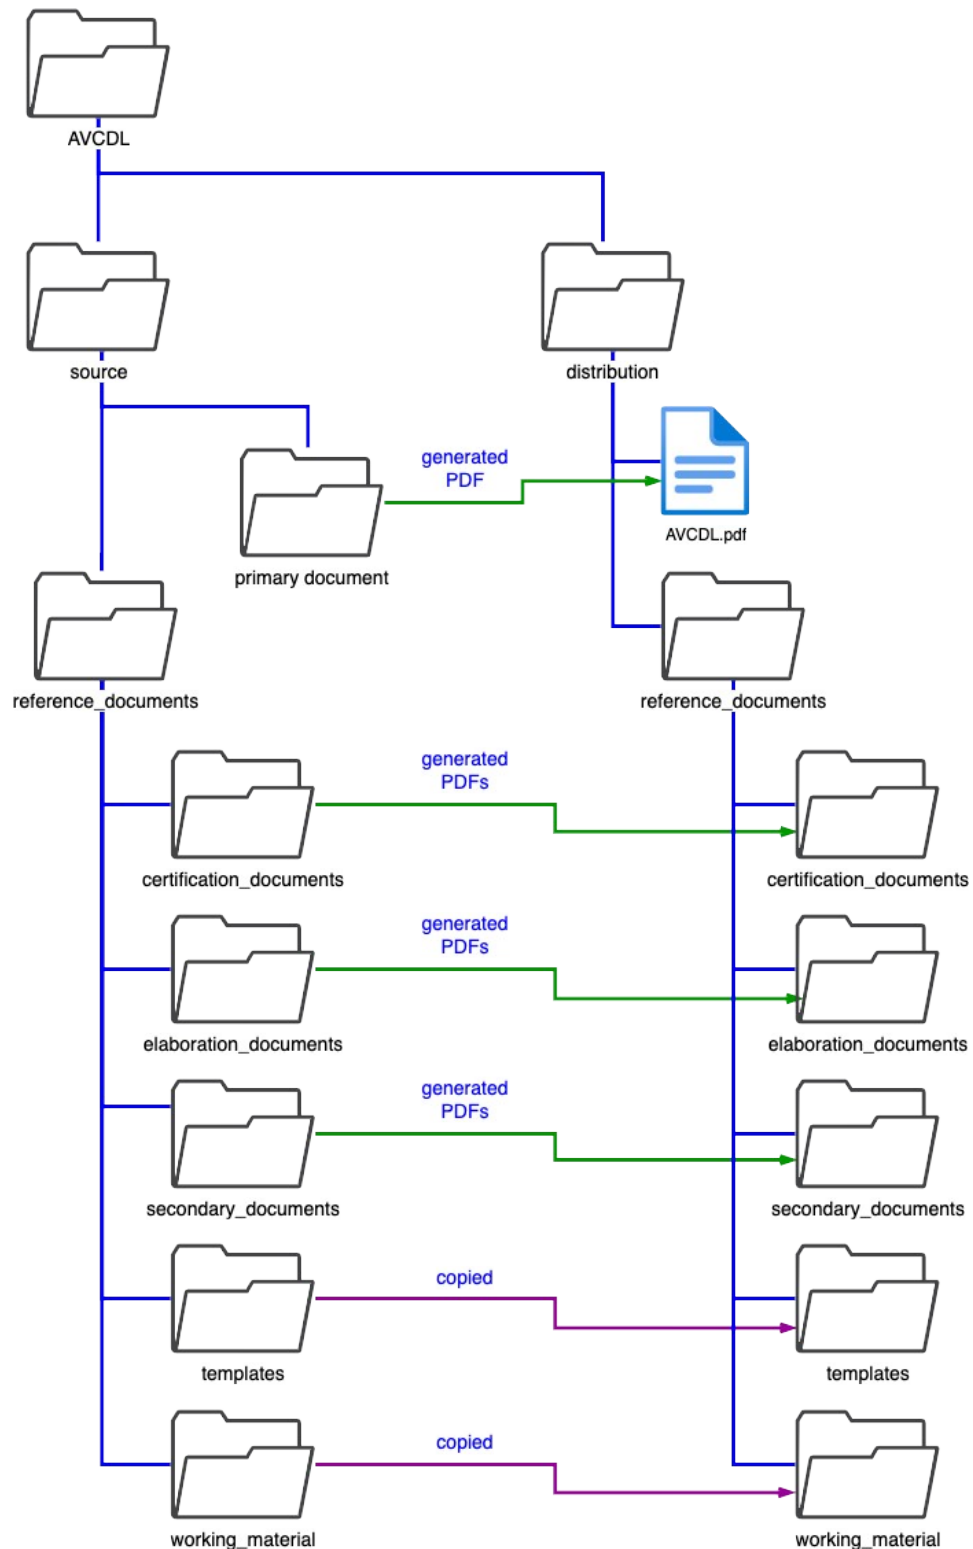 AVCDL
source
distribution
generated
PDF
AVCDL.pdf
primary document
reference_documents
reference_documents
generated
PDFs
certification_documents
certification_documents
generated
PDFs
elaboration_documents
elaboration_documents
generated
PDFs
secondary_documents
secondary_documents
copied
templates
templates
copied
working_material
working_material